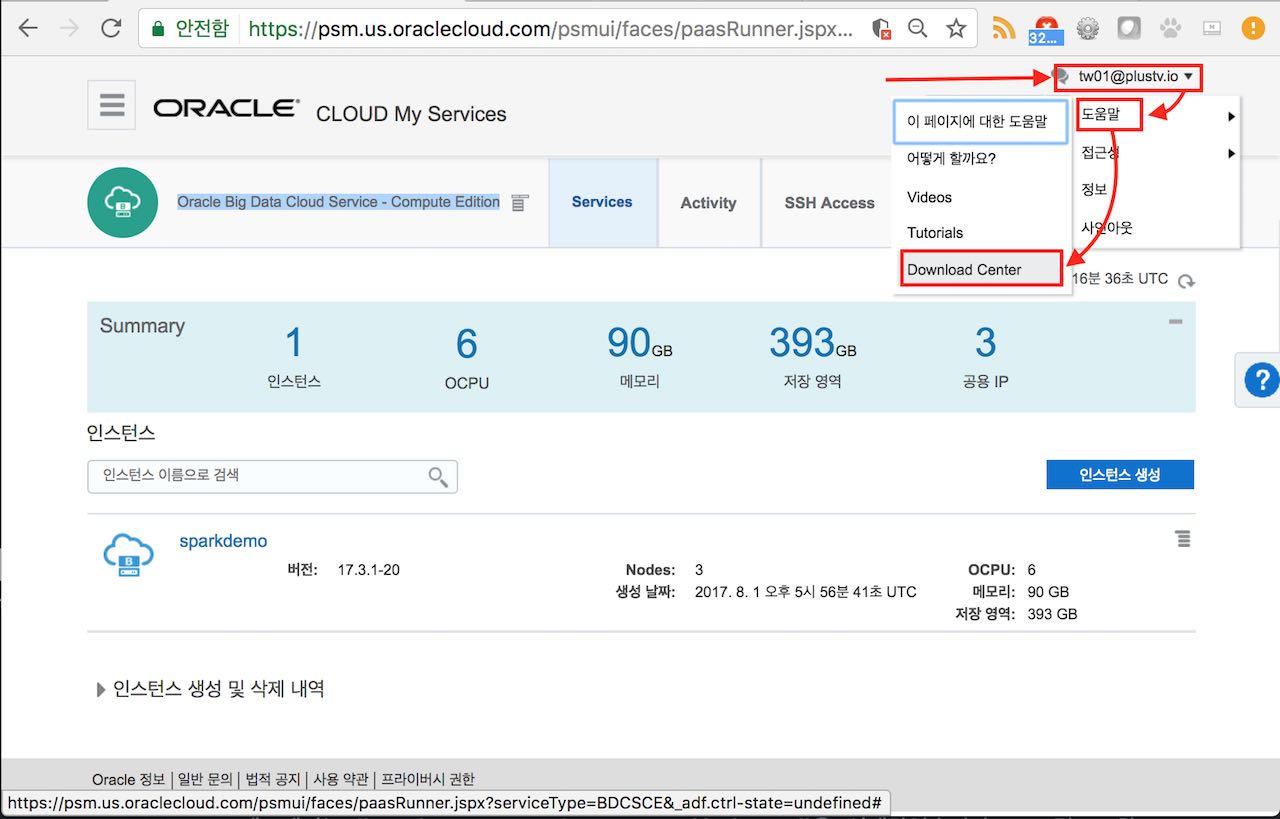 안전함 https://psm.us.oraclecloud.com/psmui/faces/paasRunner.jspx...
32...
tw01@plustv.io
ORACLE CLOUD My Services
이 페이지에 대한 도움말
어떻게 할까요?
Videos
Tutorials
Download Center
도움말
접근성
정보
사인아웃
Oracle Big Data Cloud Service - Compute Edition
Services
Activity
SSH Access
16분 36초 UTC
Summary
1
인스턴스
6
OCPU
90GB
메모리
393GB
저장 영역
3
공용 IP
인스턴스
인스턴스 이름으로 검색
인스턴스 생성
sparkdemo
버전: 17.3.1-20
Nodes: 3
생성 날짜: 2017. 8. 1 오후 5시 56분 41초 UTC
OCPU: 6
메모리: 90 GB
저장 영역: 393 GB
인스턴스 생성 및 삭제 내역
Oracle 정보 | 일반 문의 | 법적 공지 | 사용 약관 | 프라이버시 권한
https://psm.us.oraclecloud.com/psmui/faces/paasRunner.jspx?serviceType=BDCSCE&_adf.ctrl-state=undefined#